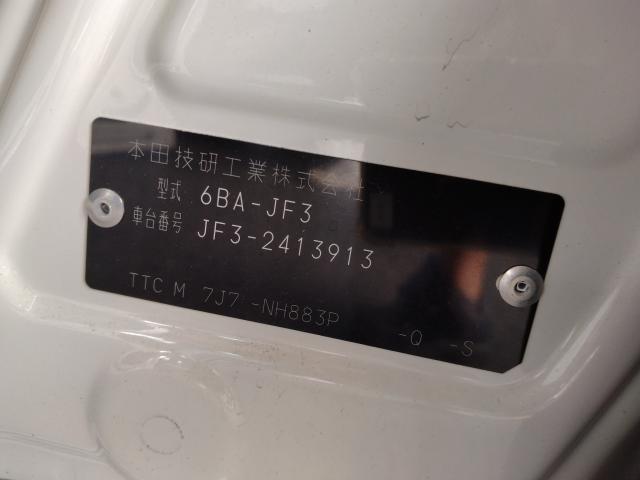 本田技研工業株式会社
型式 6BA-JF3
車台番号 JF3-2413913
TTC M 7J7 -NH883P -Q -S